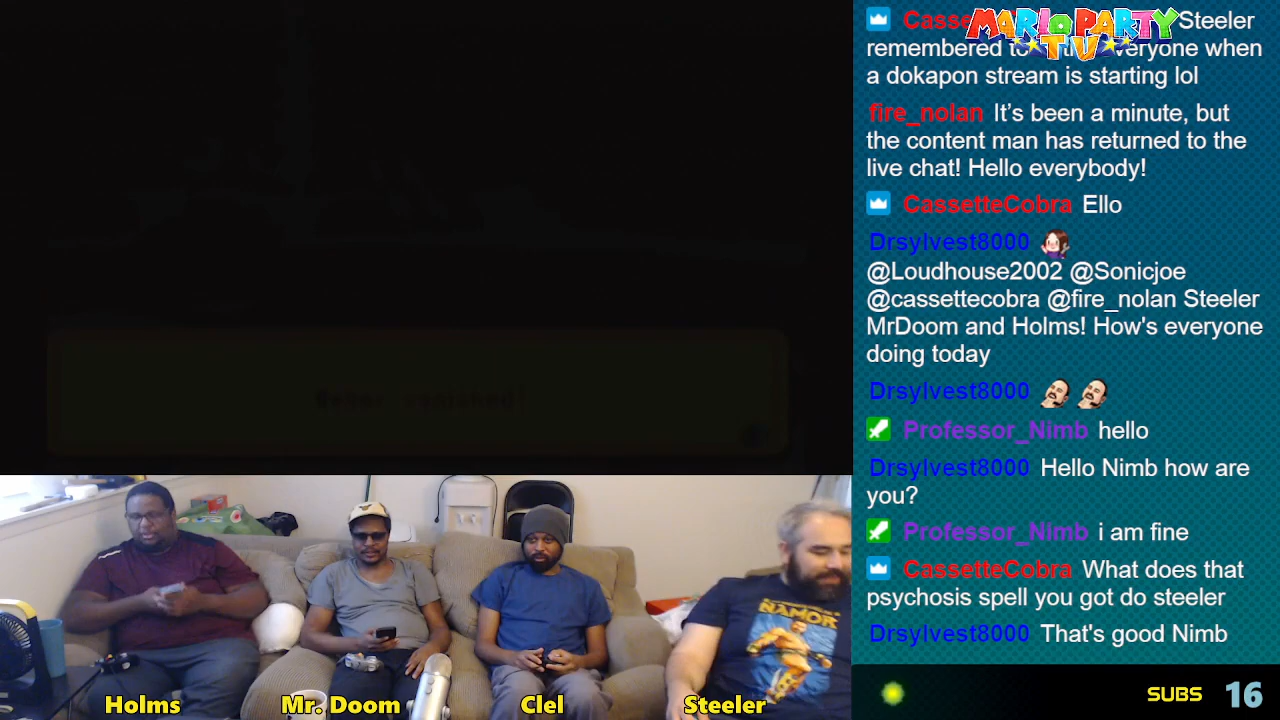 Steeler
remembered everyone when
a dokapon stream is starting lol
fire_nolan It’s been a minute, but
the content man has returned to the
live chat! Hello everybody!
CassetteCobra Ello
Drsylvest8000
@Loudhouse2002 @Sonicjoe
@cassettecobra @fire_nolan Steeler
MrDoom and Holms! How's everyone
doing today
Drsylvest8000
Professor_Nimb hello
Drsylvest8000 Hello Nimb how are
you?
Professor_Nimb i am fine
CassetteCobra What does that
psychosis spell you got do steeler
Drsylvest8000 That's good Nimb
MARIO PARTY
TV
NAMOR
Holms
Mr. Doom
Clel
Steeler
SUBS 16